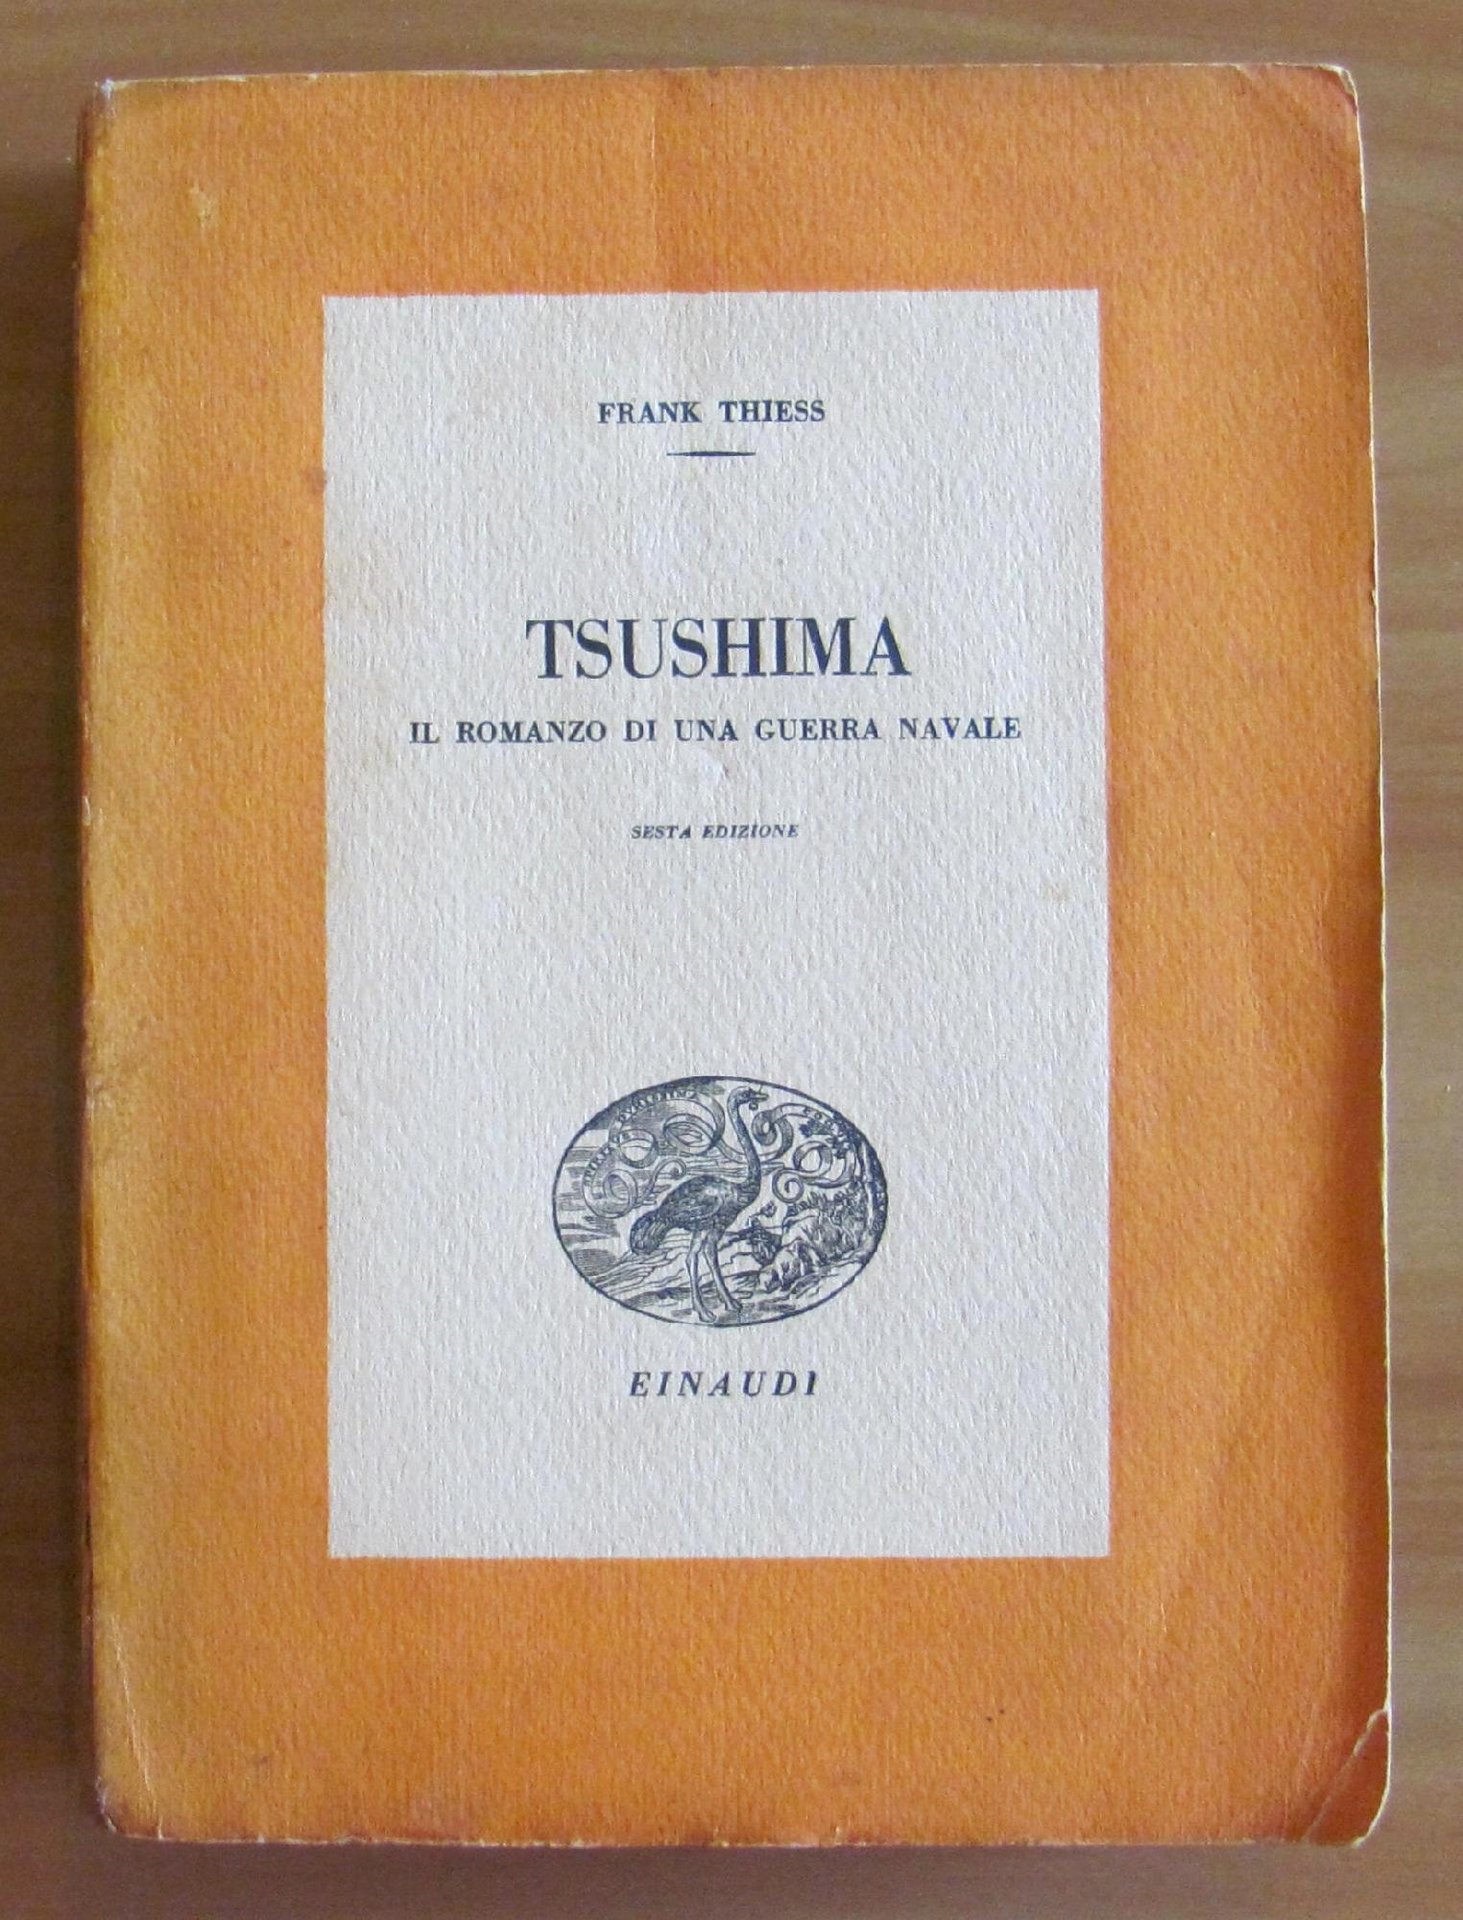 FRANK THIESS
TSUSHIMA
IL ROMANZO DI UNA GUERRA NAVALE
SESTA EDIZIONE
EINAUDI